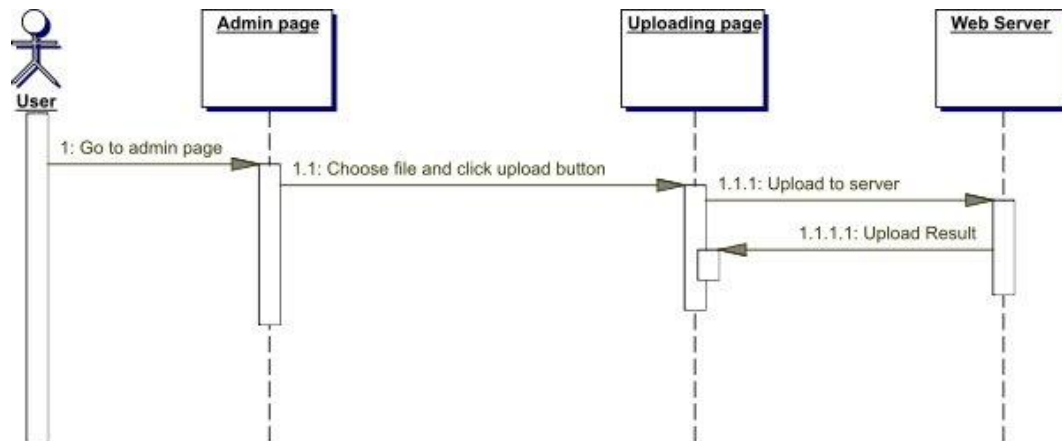 Admin page
Uploading page
Web Server
User
1: Go to admin page
1.1: Choose file and click upload button
1.1.1: Upload to server
1.1.1.1: Upload Result